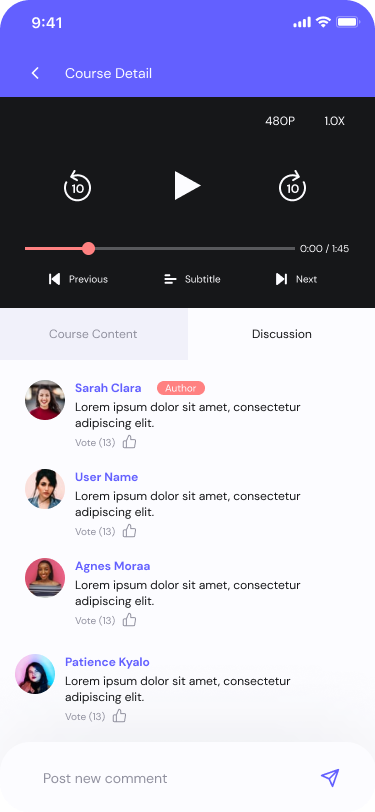 9:41
Course Detail
480P 1.0X
10 10
0:00 / 1:45
Previous Subtitle Next
Course Content Discussion
Sarah Clara Author
Lorem ipsum dolor sit amet, consectetur
adipiscing elit.
Vote (13)
User Name
Lorem ipsum dolor sit amet, consectetur
adipiscing elit.
Vote (13)
Agnes Moraa
Lorem ipsum dolor sit amet, consectetur
adipiscing elit.
Vote (13)
Patience Kyalo
Lorem ipsum dolor sit amet, consectetur
adipiscing elit.
Vote (13)
Post new comment